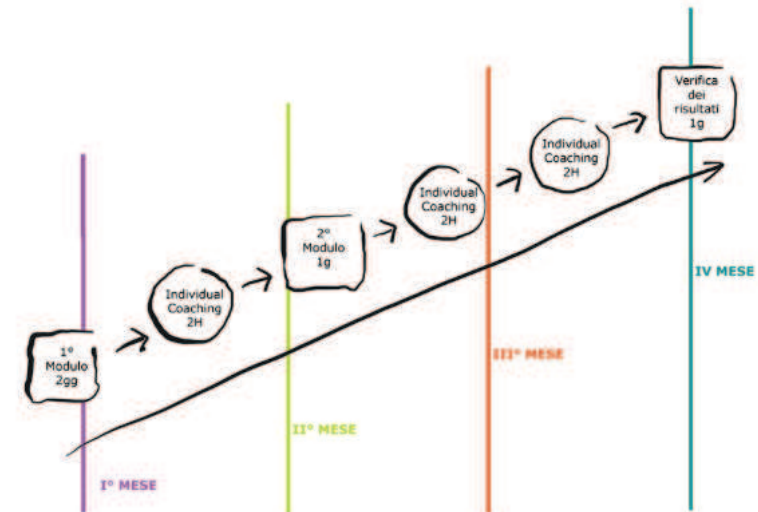 1°
Modulo
2gg
Individual
Coaching
2H
2°
Modulo
1g
Individual
Coaching
2H
Individual
Coaching
2H
Verifica
dei
risultati
1g
I° MESE
II° MESE
III° MESE
IV MESE